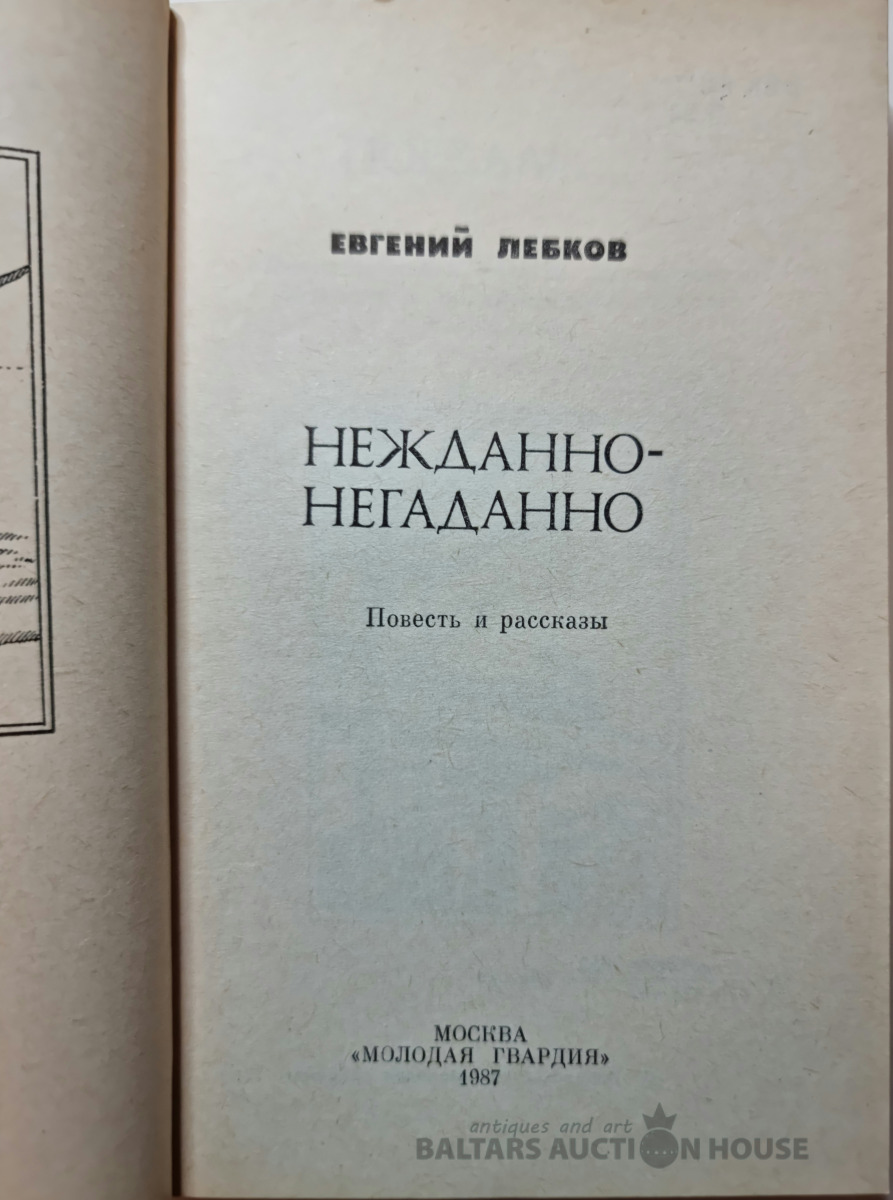 ЕВГЕНИЙ ЛЕБКОВ
НЕЖДАННО-
НЕГАДАННО
Повесть и рассказы
МОСКВА
«МОЛОДАЯ ГВАРДИЯ»
1987
antiques and art
BALTARS AUCTION HOUSE